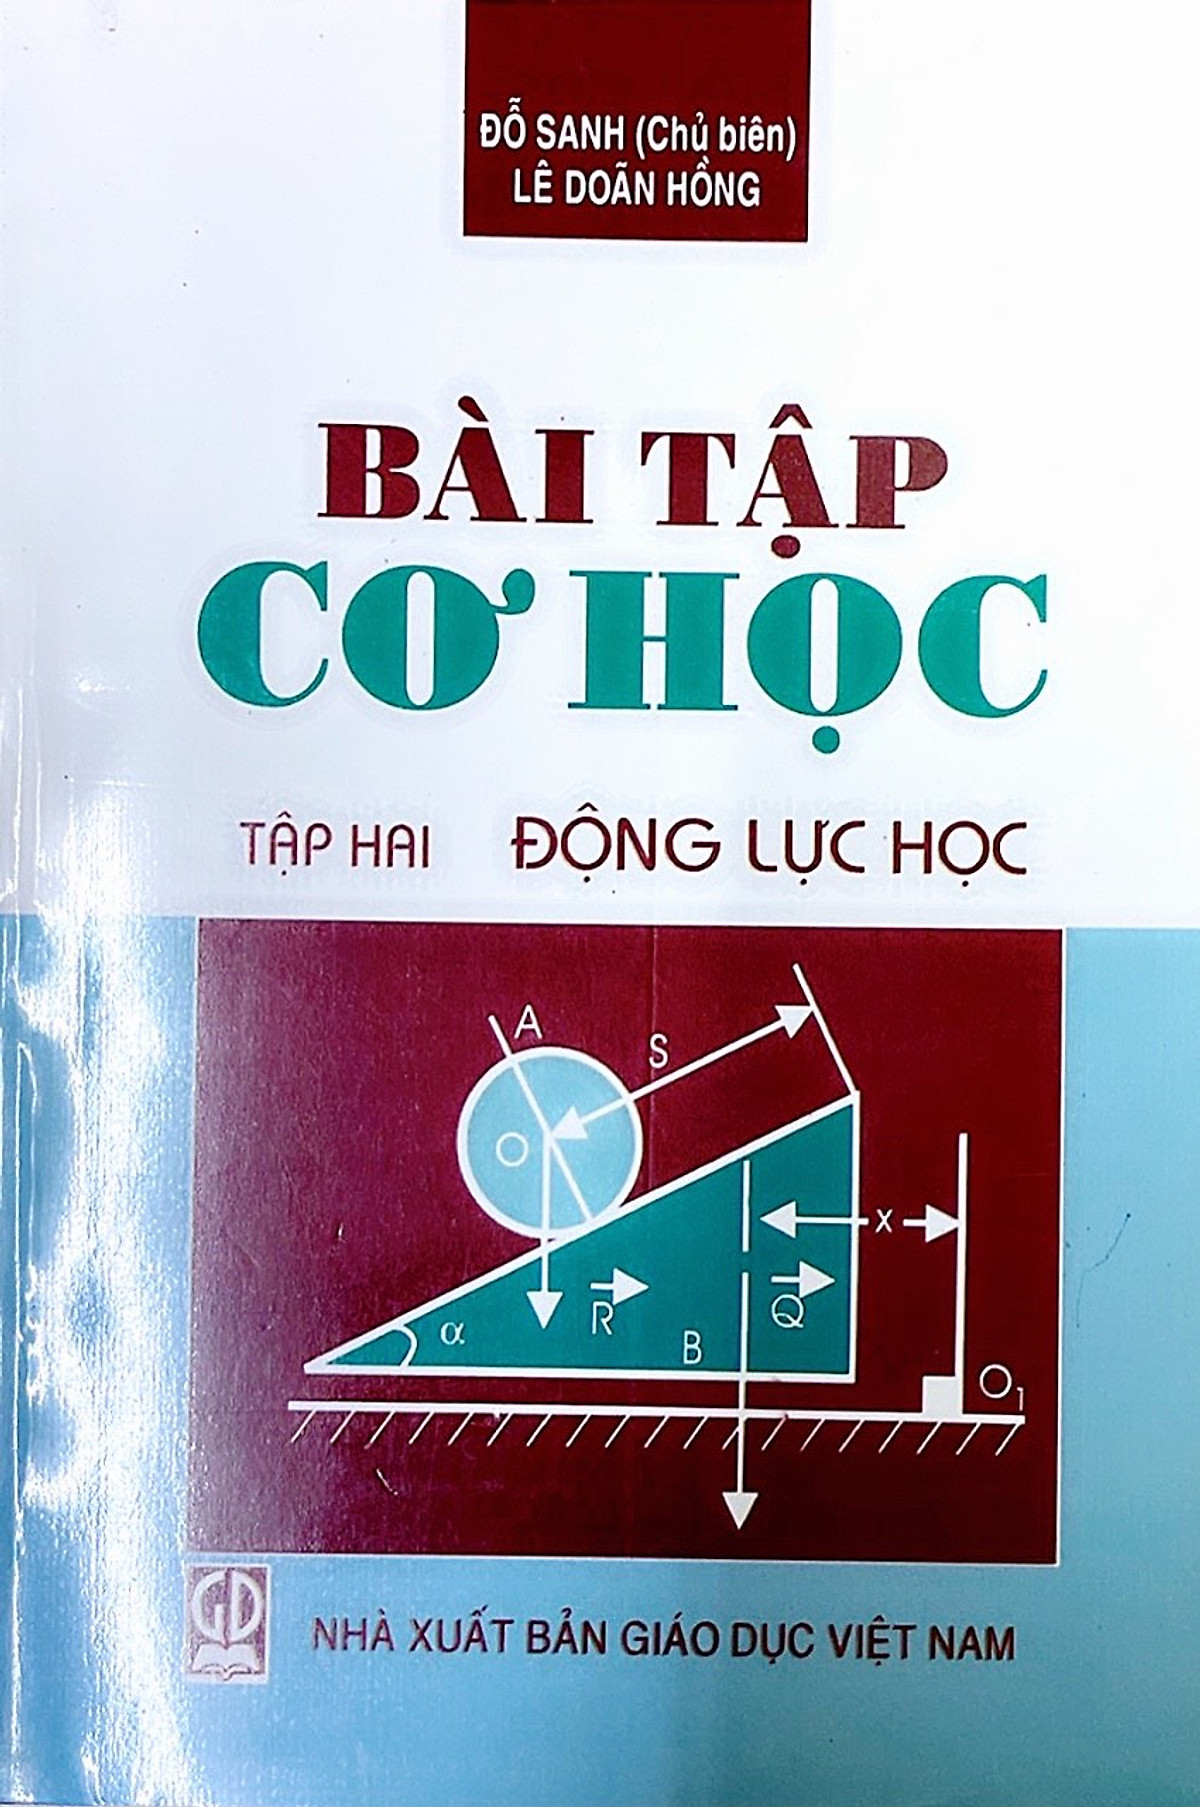 ĐỖ SANH (Chủ biên)
LÊ DOÃN HỒNG
BÀI TẬP
CƠ HỌC
TẬP HAI ĐỘNG LỰC HỌC
A
S
O
x
R
Q
α
B
O1
GD
NHÀ XUẤT BẢN GIÁO DỤC VIỆT NAM